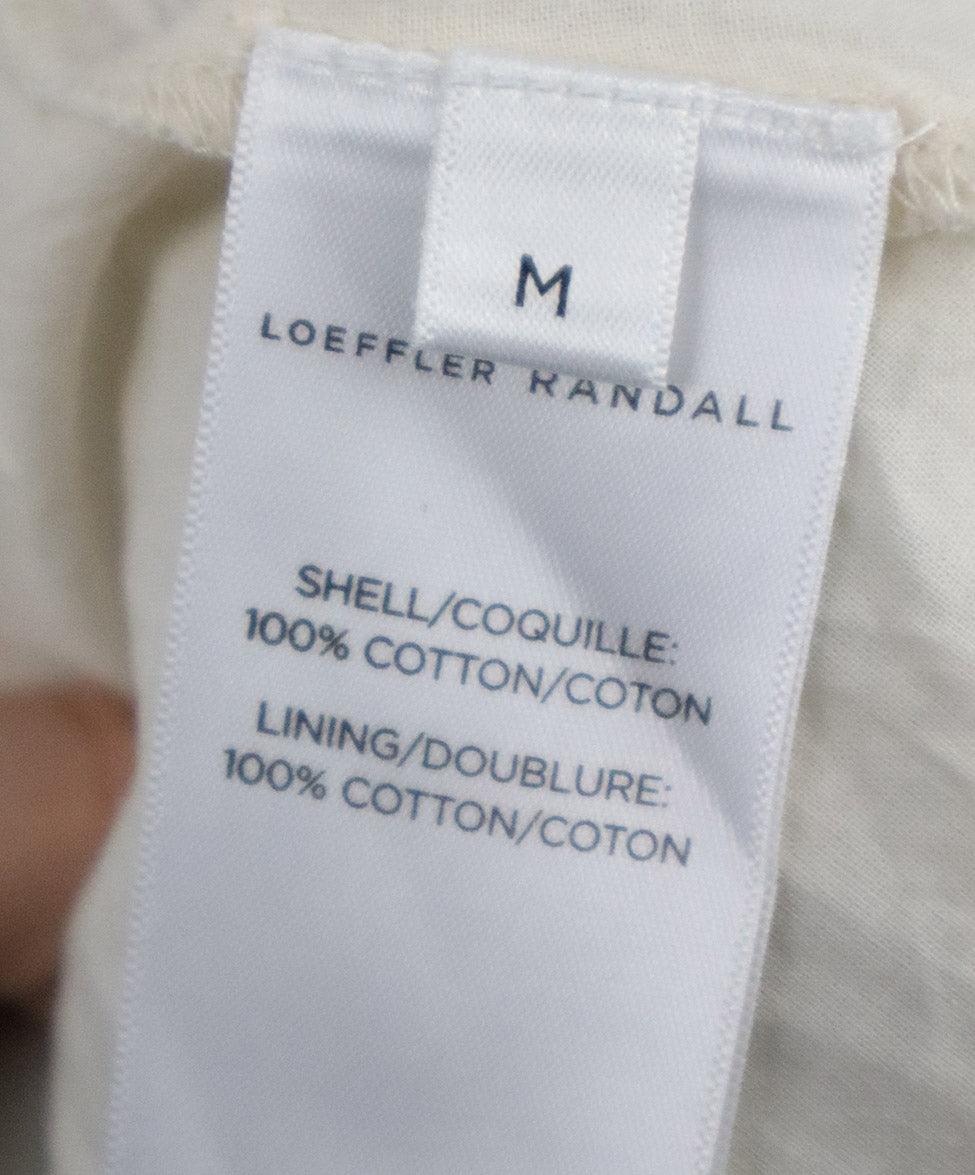 M
LOEFFLER RANDALL
SHELL/COQUILLE:
100% COTTON/COTON
LINING/DOUBLURE:
100% COTTON/COTON